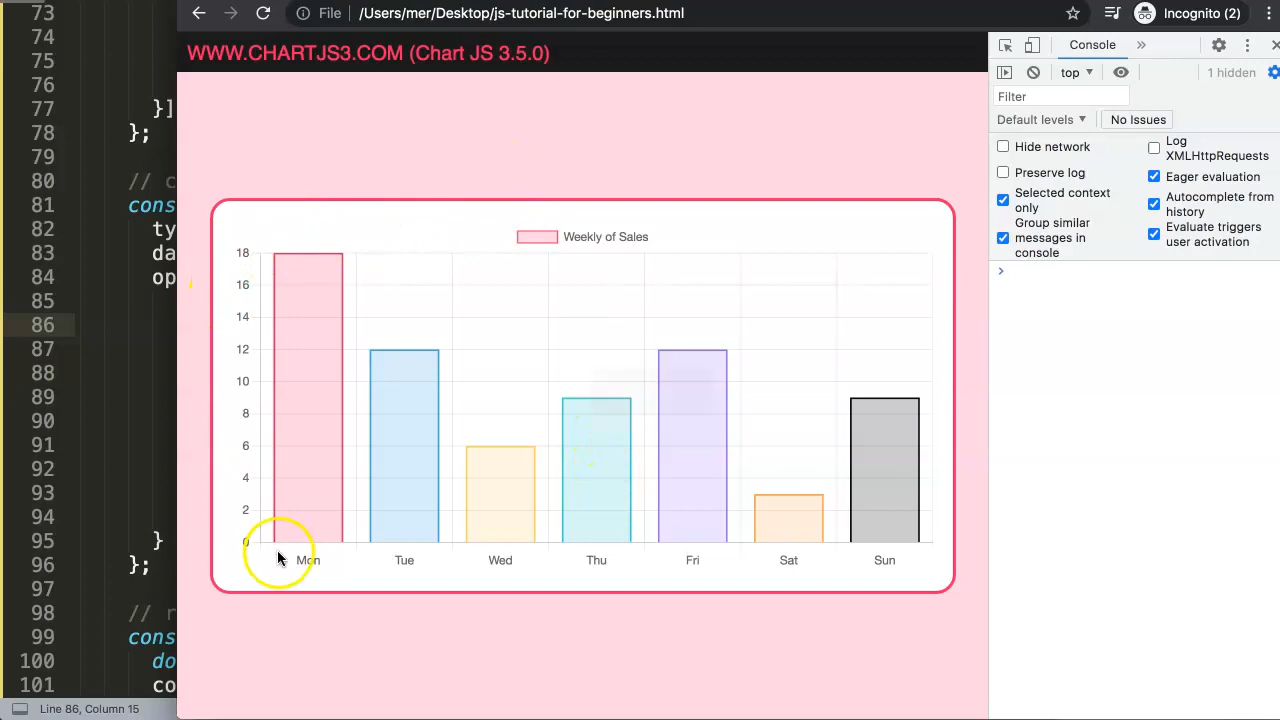 73
74
75
76
77 }]
78 };
79
80 // c
81 cons
82 ty
83 da
84 op
85
86
87
88
89
90
91
92
93
94
95 }
96 };
97
98 // r
99 cons
100 do
101 co
Line 86, Column 15
File /Users/mer/Desktop/js-tutorial-for-beginners.html
Incognito (2)
WWW.CHARTJS3.COM (Chart JS 3.5.0)
Weekly of Sales
18
16
14
12
10
8
6
4
2
0
Mon Tue Wed Thu Fri Sat Sun
Console »
top ▼ 1 hidden
Filter
Default levels ▼ No Issues
Hide network
Log
XMLHttpRequests
Preserve log
Eager evaluation
Selected context
only
Autocomplete from
history
Group similar
messages in
console
Evaluate triggers
user activation
>